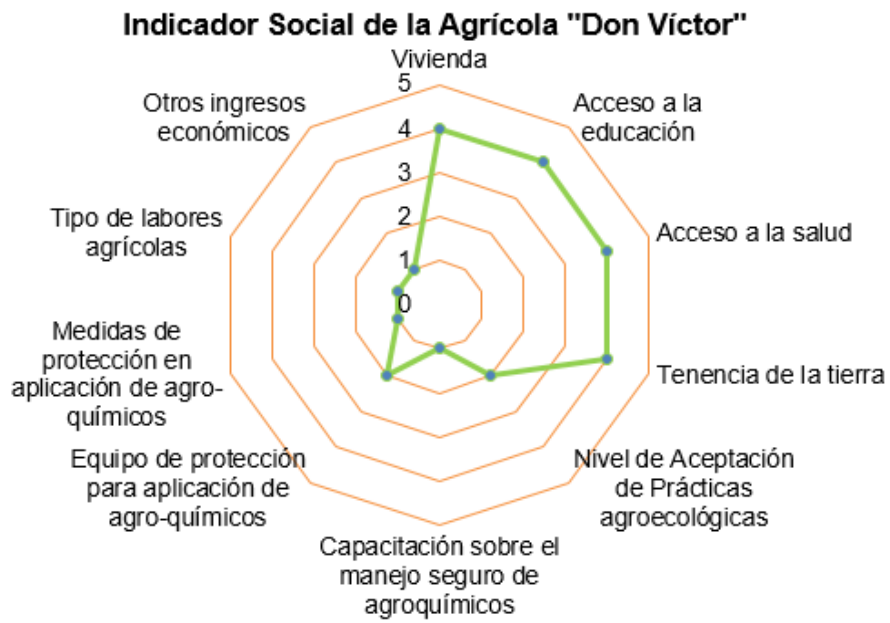 Indicador Social de la Agrícola "Don Víctor"
Vivienda
Acceso a la
educación
Acceso a la salud
Tenencia de la tierra
Nivel de Aceptación
de Prácticas
agroecológicas
Capacitación sobre el
manejo seguro de
agroquímicos
Equipo de protección
para aplicación de
agro-químicos
Medidas de
protección en
aplicación de agro-
químicos
Tipo de labores
agrícolas
Otros ingresos
económicos
5
4
3
2
1
0